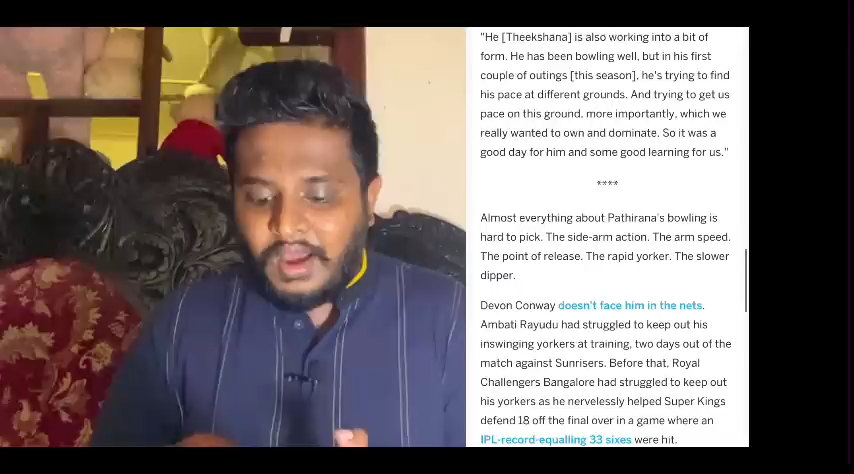 "He [Theekshana] is also working into a bit of
form. He has been bowling well, but in his first
couple of outings [this season], he's trying to find
his pace at different grounds. And trying to get us
pace on this ground, more importantly, which we
really wanted to own and dominate. So it was a
good day for him and some good learning for us."
****
Almost everything about Pathirana's bowling is
hard to pick. The side-arm action. The arm speed.
The point of release. The rapid yorker. The slower
dipper.
Devon Conway doesn't face him in the nets.
Ambati Rayudu had struggled to keep out his
inswinging yorkers at training, two days out of the
match against Sunrisers. Before that, Royal
Challengers Bangalore had struggled to keep out
his yorkers as he nervelessly helped Super Kings
defend 18 off the final over in a game where an
IPL-record-equalling 33 sixes were hit.